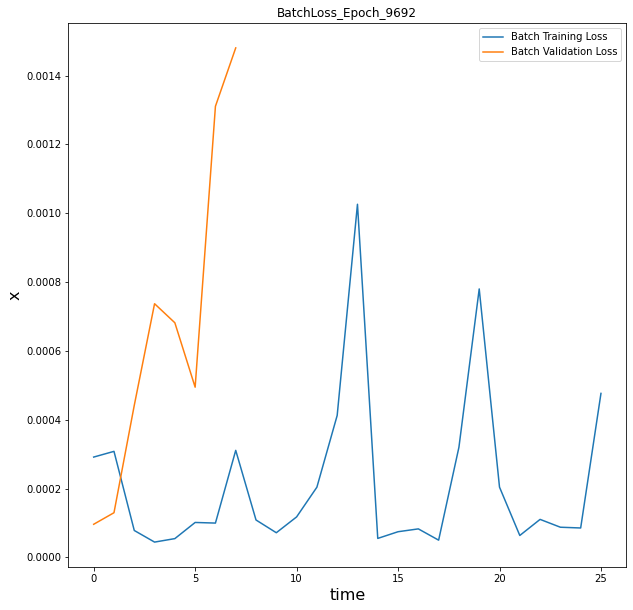 BatchLoss_Epoch_9692
Batch Training Loss
Batch Validation Loss
0.0014
0.0012
0.0010
0.0008
0.0006
0.0004
0.0002
0.0000
x
0 5 10 15 20 25
time